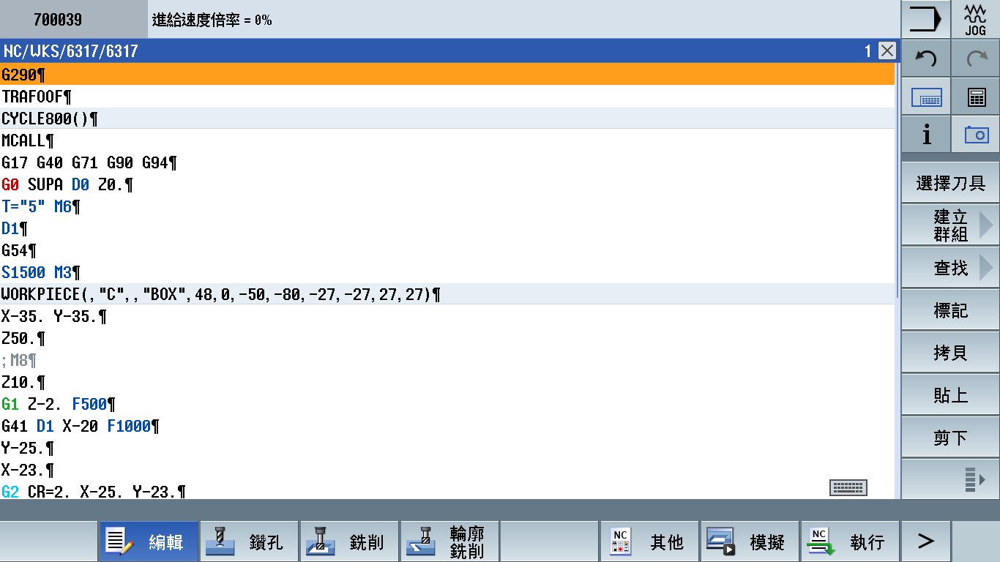 700039
進給速度倍率 = 0%
JOG
NC/WKS/6317/6317
1
G290¶
TRAFOOF¶
CYCLE800()¶
MCALL¶
G17 G40 G71 G90 G94¶
G0 SUPA D0 Z0.¶
T="5" M6¶
D1¶
G54¶
S1500 M3¶
WORKPIECE(,"C",,"BOX",48,0,-50,-80,-27,-27,27,27)¶
X-35. Y-35.¶
Z50.¶
;M8¶
Z10.¶
G1 Z-2. F500¶
G41 D1 X-20 F1000¶
Y-25.¶
X-23.¶
G2 CR=2. X-25. Y-23.¶
i
選擇刀具
建立
群組
查找
標記
拷貝
貼上
剪下
編輯
鑽孔
銑削
輪廓
銑削
NC
其他
模擬
NC
執行
>